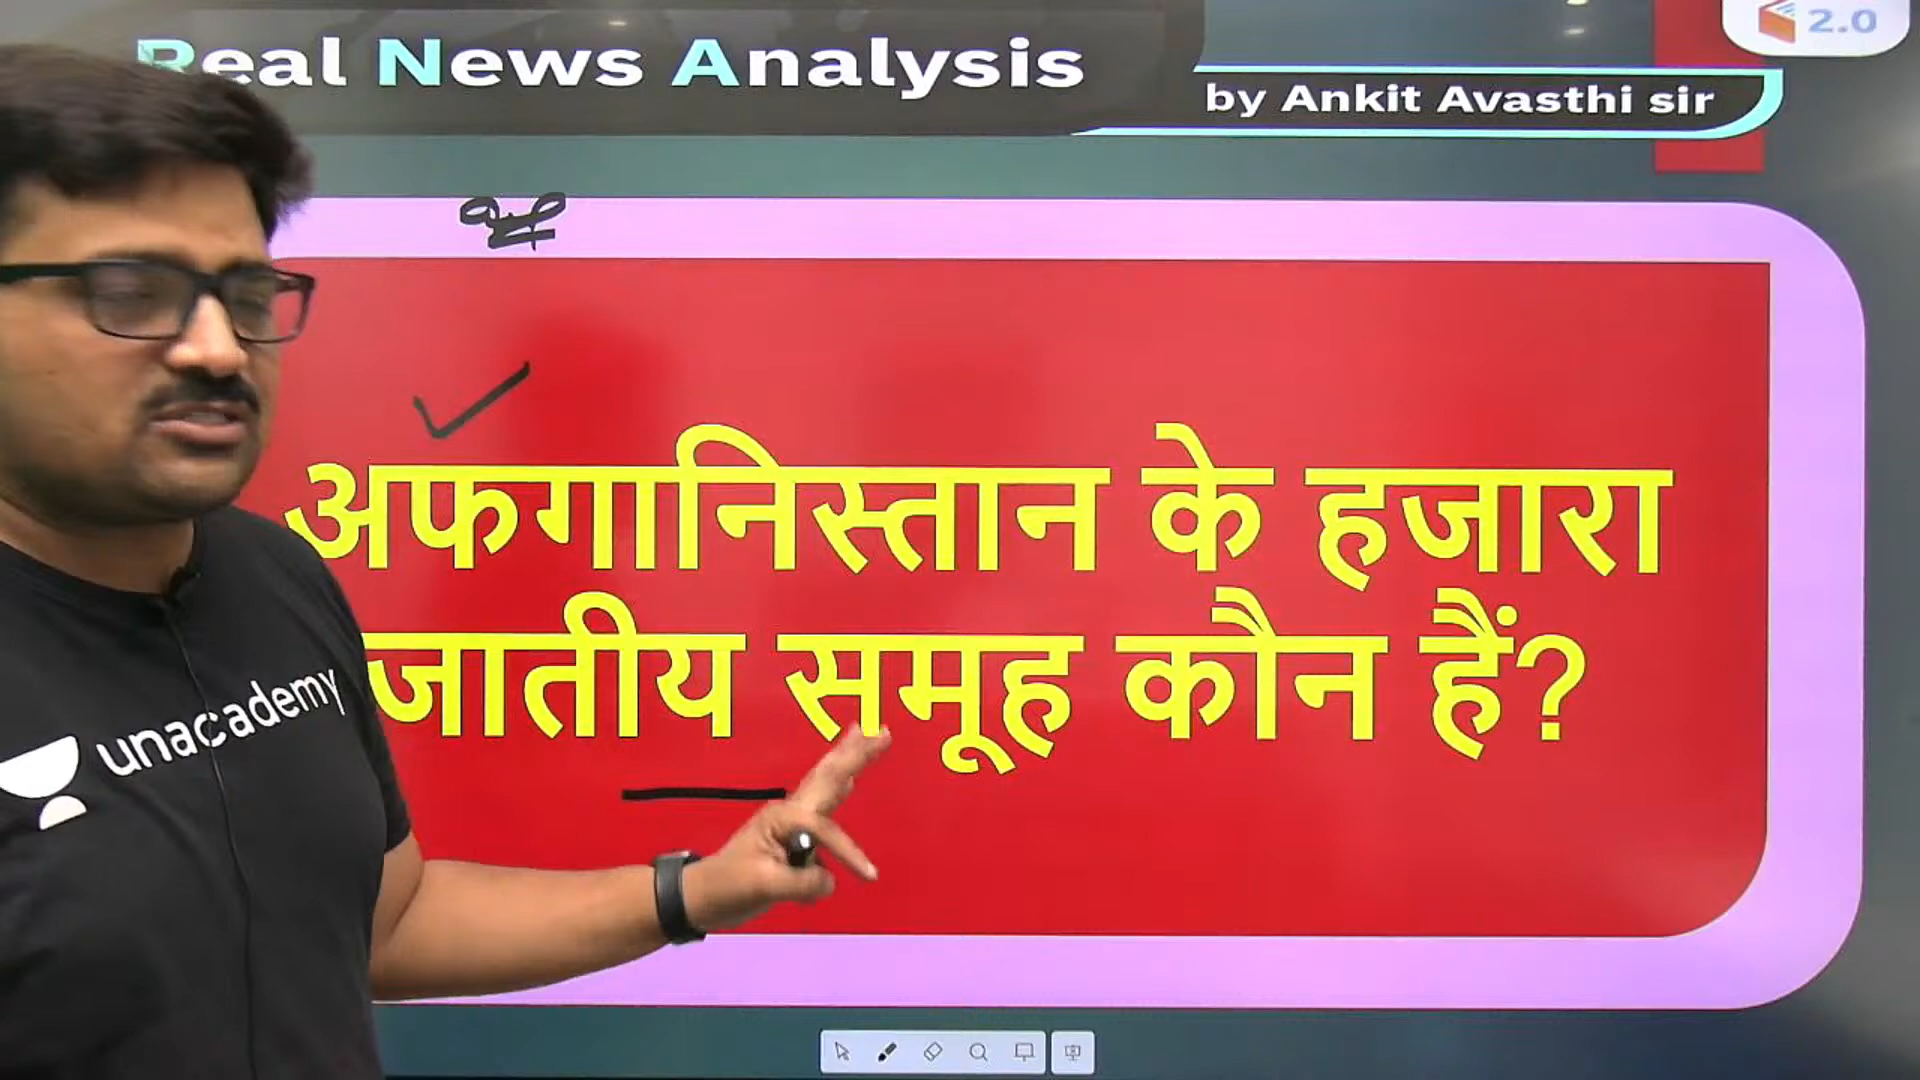 Real News Analysis
by Ankit Avasthi sir
2.0
अफगानिस्तान के हजारा
जातीय समूह कौन हैं?
unacademy